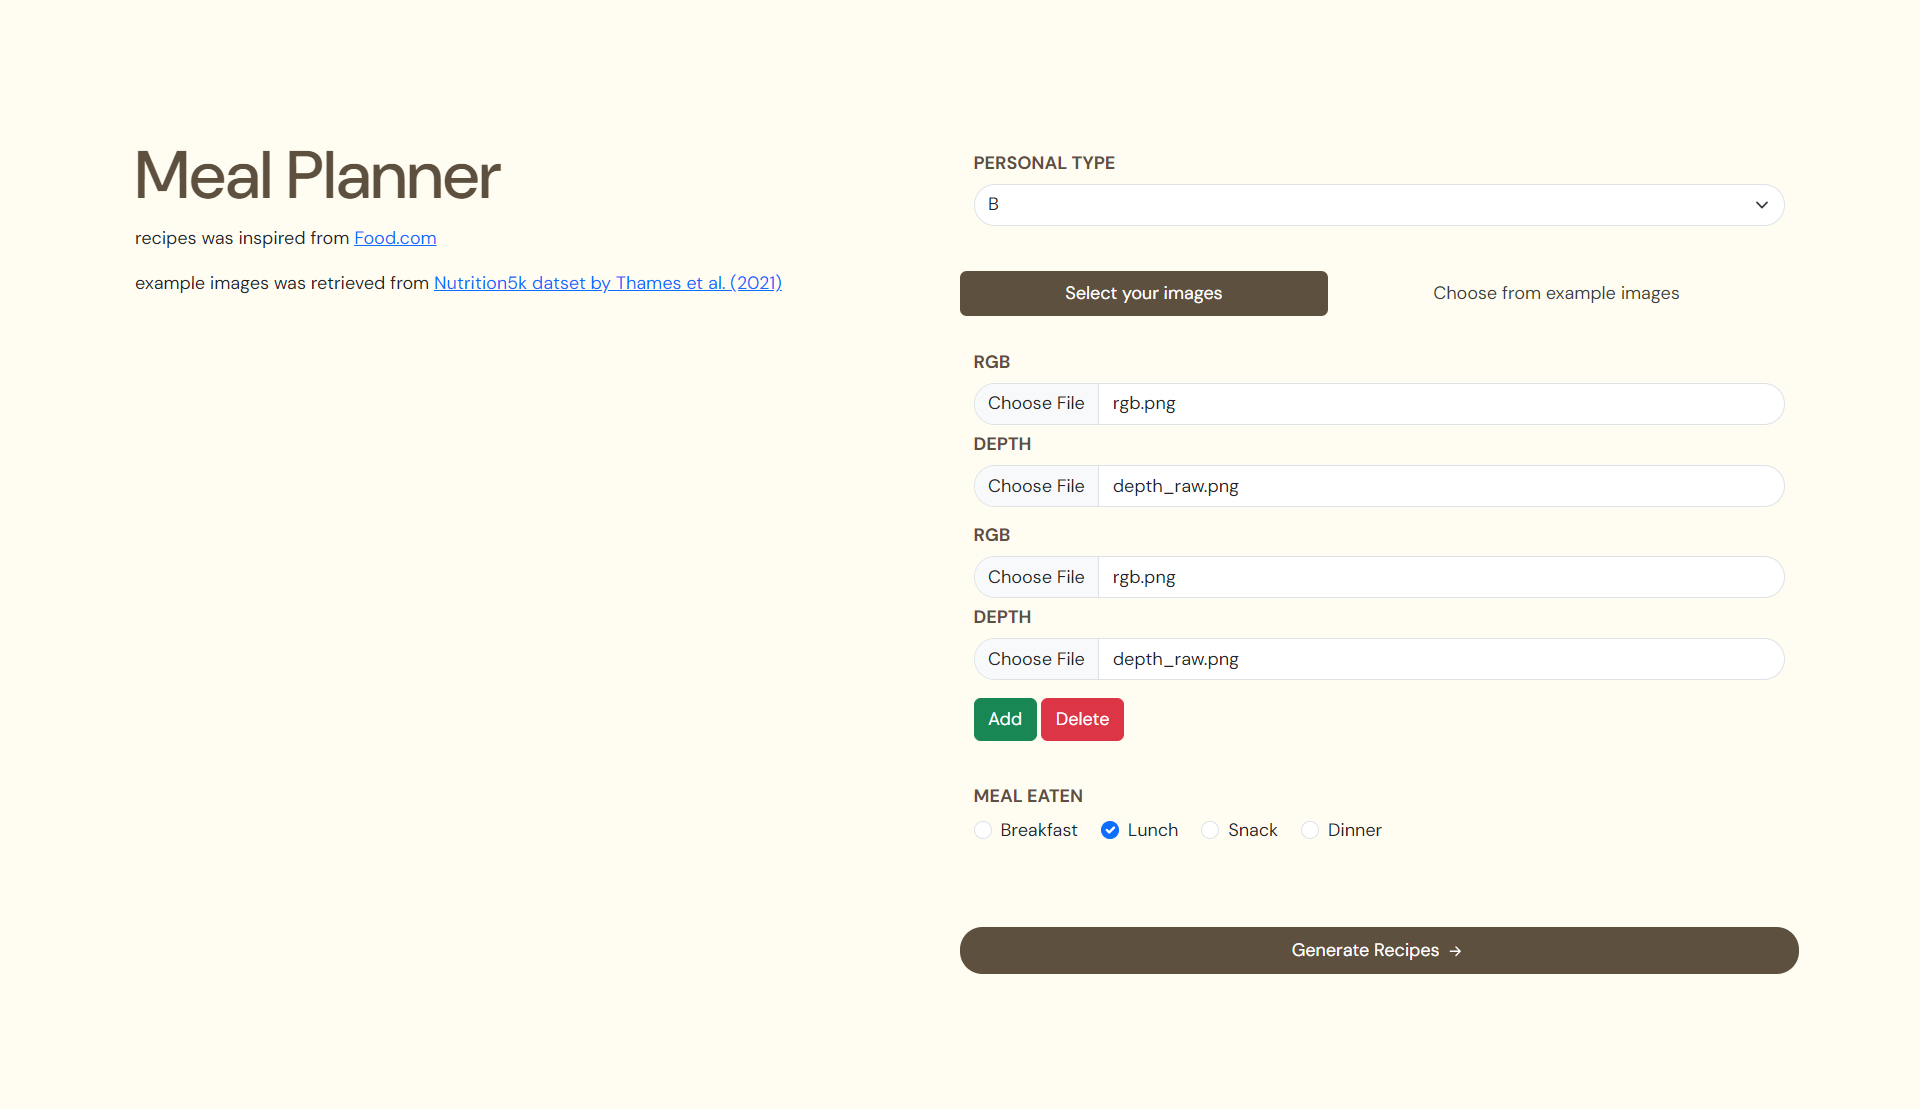 Meal Planner
recipes was inspired from Food.com
example images was retrieved from Nutrition5k datset by Thames et al. (2021)
PERSONAL TYPE
B
Select your images
Choose from example images
RGB
Choose File rgb.png
DEPTH
Choose File depth_raw.png
RGB
Choose File rgb.png
DEPTH
Choose File depth_raw.png
Add Delete
MEAL EATEN
Breakfast Lunch Snack Dinner
Generate Recipes →